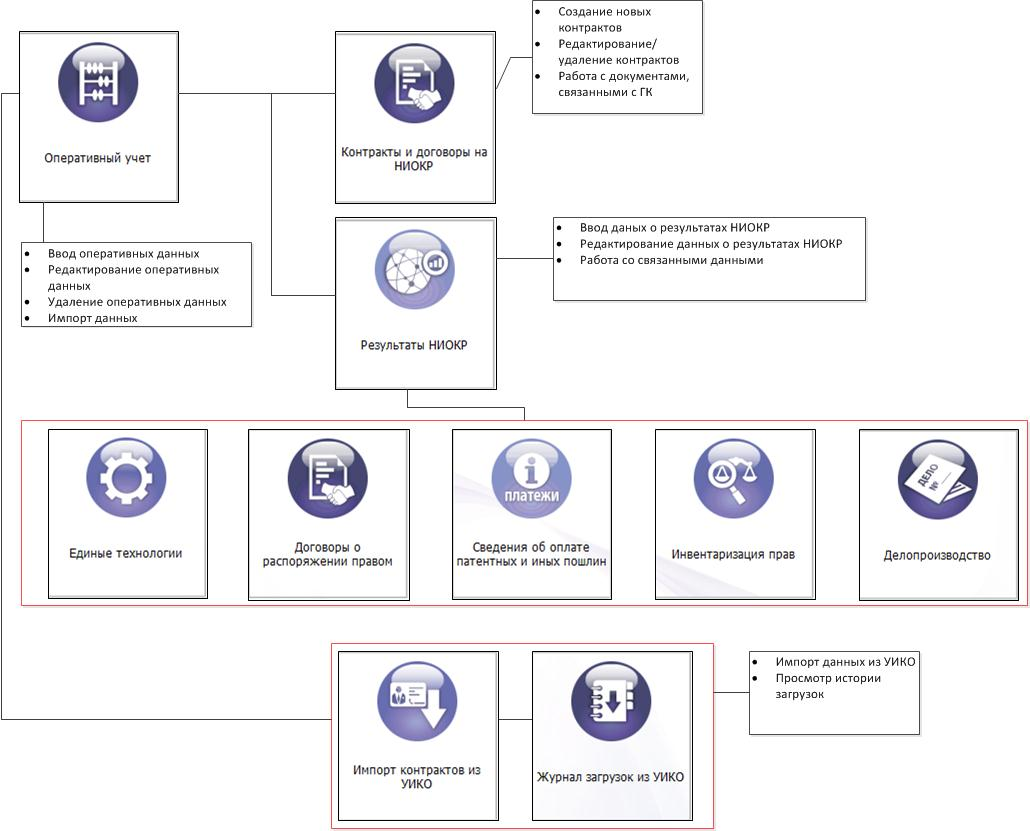 • Создание новых
контрактов
• Редактирование/
удаление контрактов
• Работа с документами,
связанными с ГК
Оперативный учет
Контракты и договоры на
НИОКР
• Ввод оперативных данных
• Редактирование оперативных
данных
• Удаление оперативных данных
• Импорт данных
• Ввод даных о результатах НИОКР
• Редактирование данных о результатах НИОКР
• Работа со связанными данными
Результаты НИОКР
Единые технологии
Договоры о
распоряжении правом
платежи
Сведения об оплате
патентных и иных пошлин
Инвентаризация прав
ДЕЛО
№ __
Делопроизводство
Импорт контрактов из
УИКО
Журнал загрузок из УИКО
• Импорт данных из УИКО
• Просмотр истории
загрузок